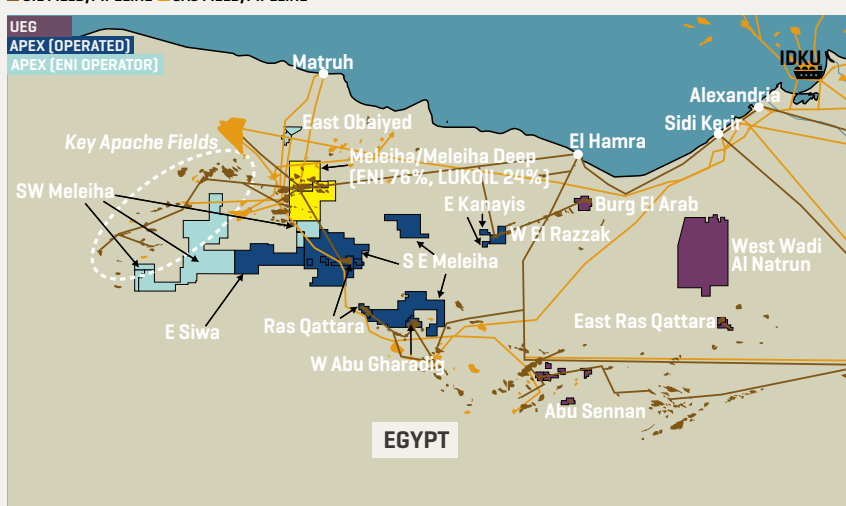 UEG
APEX (OPERATED)
APEX (ENI OPERATOR)
IDKU
Matruh
Alexandria
East Obaiyed
Sidi Kerir
Key Apache Fields
El Hamra
Meleiha/Meleiha Deep
(ENI 76%, LUKOIL 24%)
SW Meleiha
E Kanayis
Burg El Arab
W El Razzak
West Wadi
Al Natrun
S E Meleiha
E Siwa
Ras Qattara
East Ras Qattara
W Abu Gharadig
Abu Sennan
EGYPT